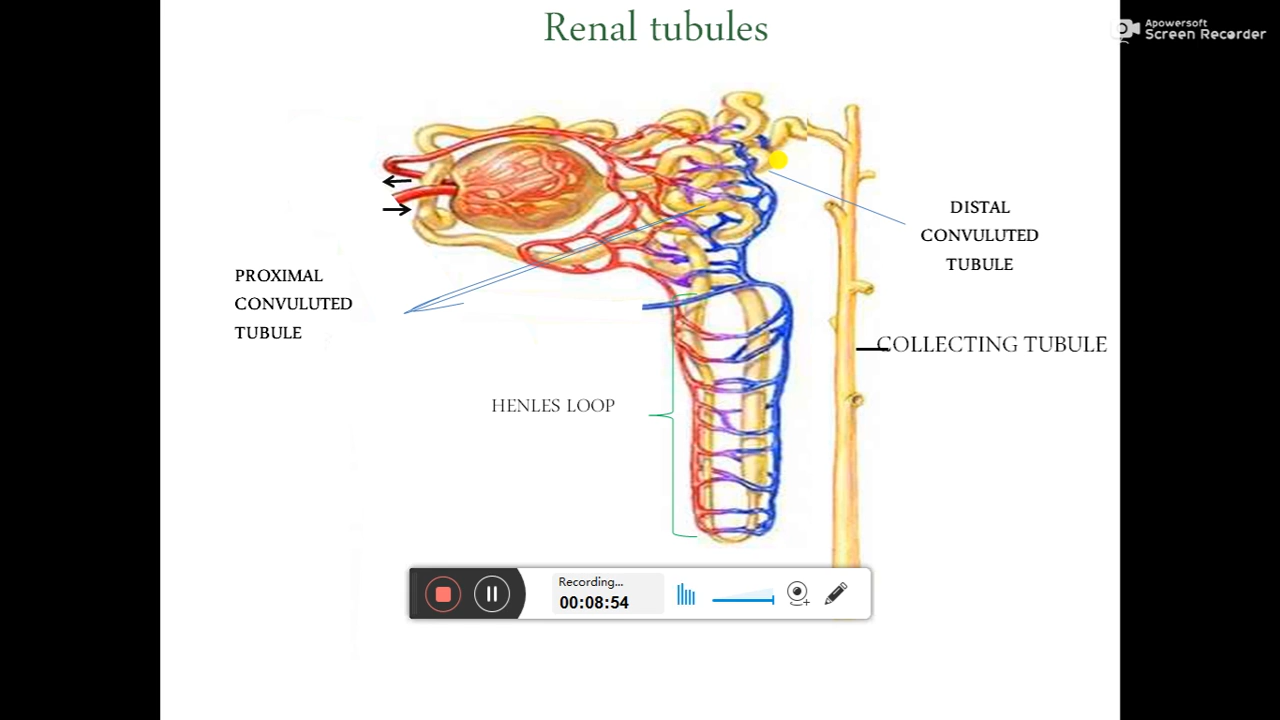 Renal tubules
Apowersoft
Screen Recorder
DISTAL
CONVULUTED
TUBULE
PROXIMAL
CONVULUTED
TUBULE
COLLECTING TUBULE
HENLES LOOP
Recording...
00:08:54